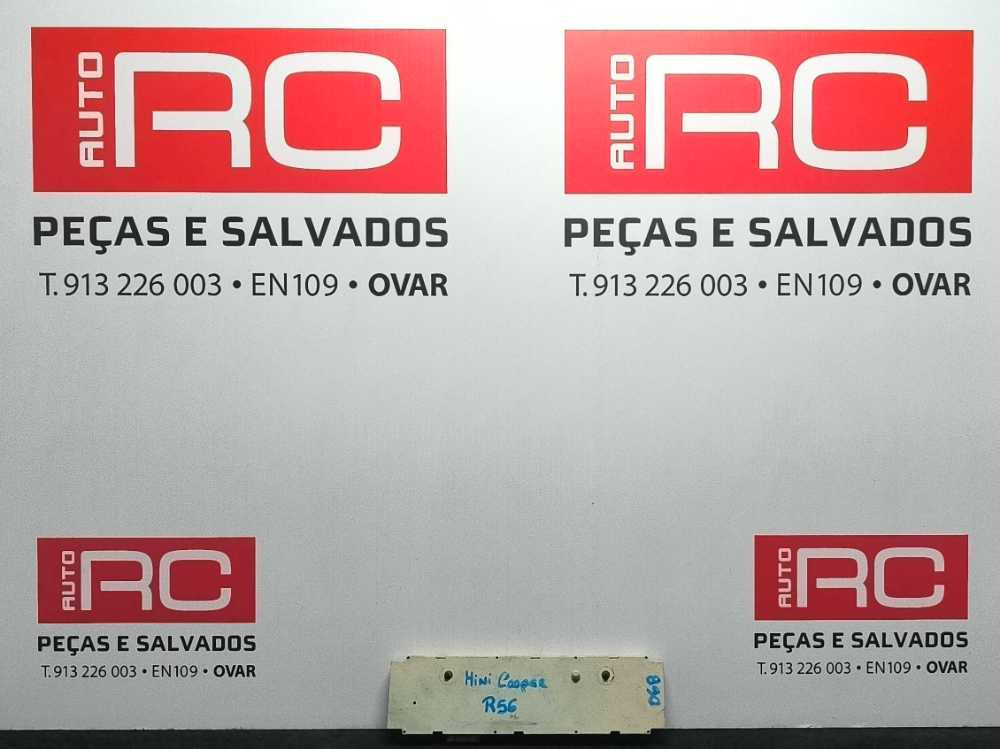 AUTO RC
PEÇAS E SALVADOS
T. 913 226 003 • EN109 • OVAR
AUTO RC
PEÇAS E SALVADOS
T. 913 226 003 • EN109 • OVAR
AUTO RC
PEÇAS E SALVADOS
T. 913 226 003 • EN109 • OVAR
AUTO RC
PEÇAS E SALVADOS
T. 913 226 003 • EN109 • OVAR
Mini Cooper
R56